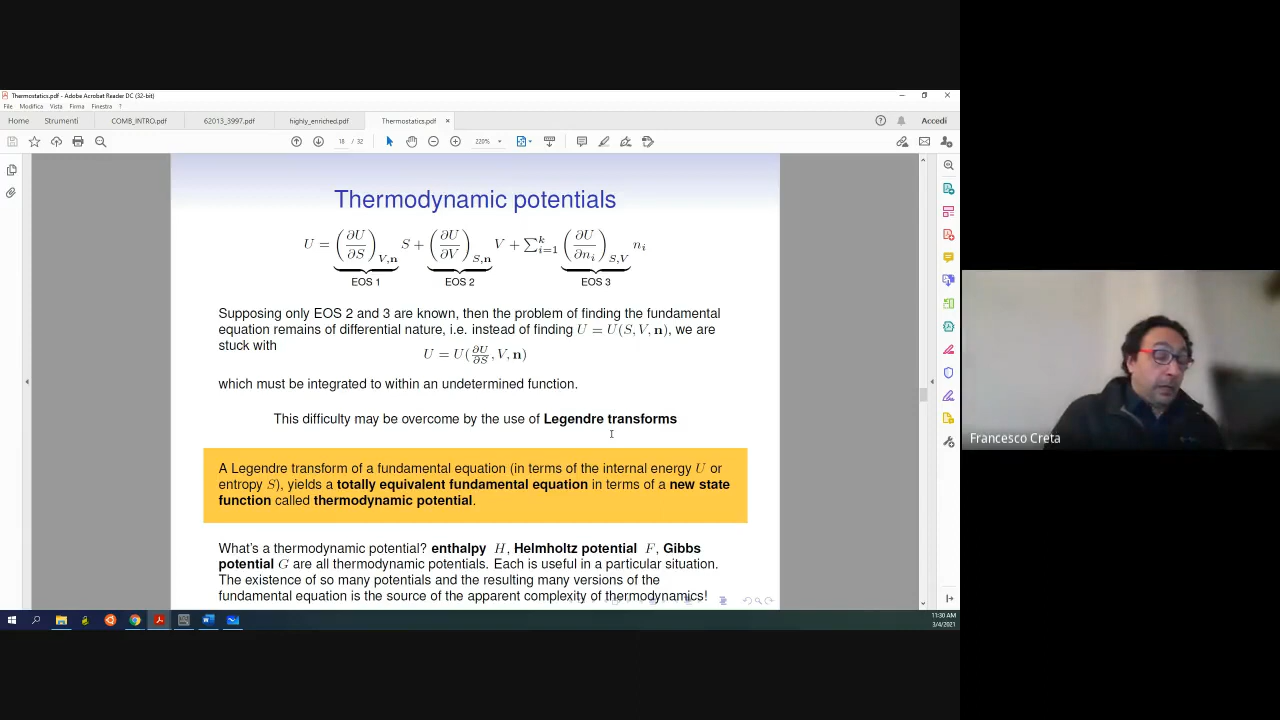 Thermostatics.pdf - Adobe Acrobat Reader DC (32-bit)
File Modifica Vista Firma Finestra ?
Home Strumenti COMB_INTRO.pdf 62013_3997.pdf highly_enriched.pdf Thermostatics.pdf × Accedi
18 / 32 220%
Thermodynamic potentials
U = (∂U/∂S)_{V,n} S + (∂U/∂V)_{S,n} V + ∑_{i=1}^{k} (∂U/∂n_i)_{S,V} n_i
EOS 1 EOS 2 EOS 3
Supposing only EOS 2 and 3 are known, then the problem of finding the fundamental
equation remains of differential nature, i.e. instead of finding U = U(S, V, n), we are
stuck with
U = U(∂U/∂S, V, n)
which must be integrated to within an undetermined function.
This difficulty may be overcome by the use of Legendre transforms
A Legendre transform of a fundamental equation (in terms of the internal energy U or
entropy S), yields a totally equivalent fundamental equation in terms of a new state
function called thermodynamic potential.
What's a thermodynamic potential? enthalpy H, Helmholtz potential F, Gibbs
potential G are all thermodynamic potentials. Each is useful in a particular situation.
The existence of so many potentials and the resulting many versions of the
fundamental equation is the source of the apparent complexity of thermodynamics!
Francesco Creta
11:30 AM
3/4/2021